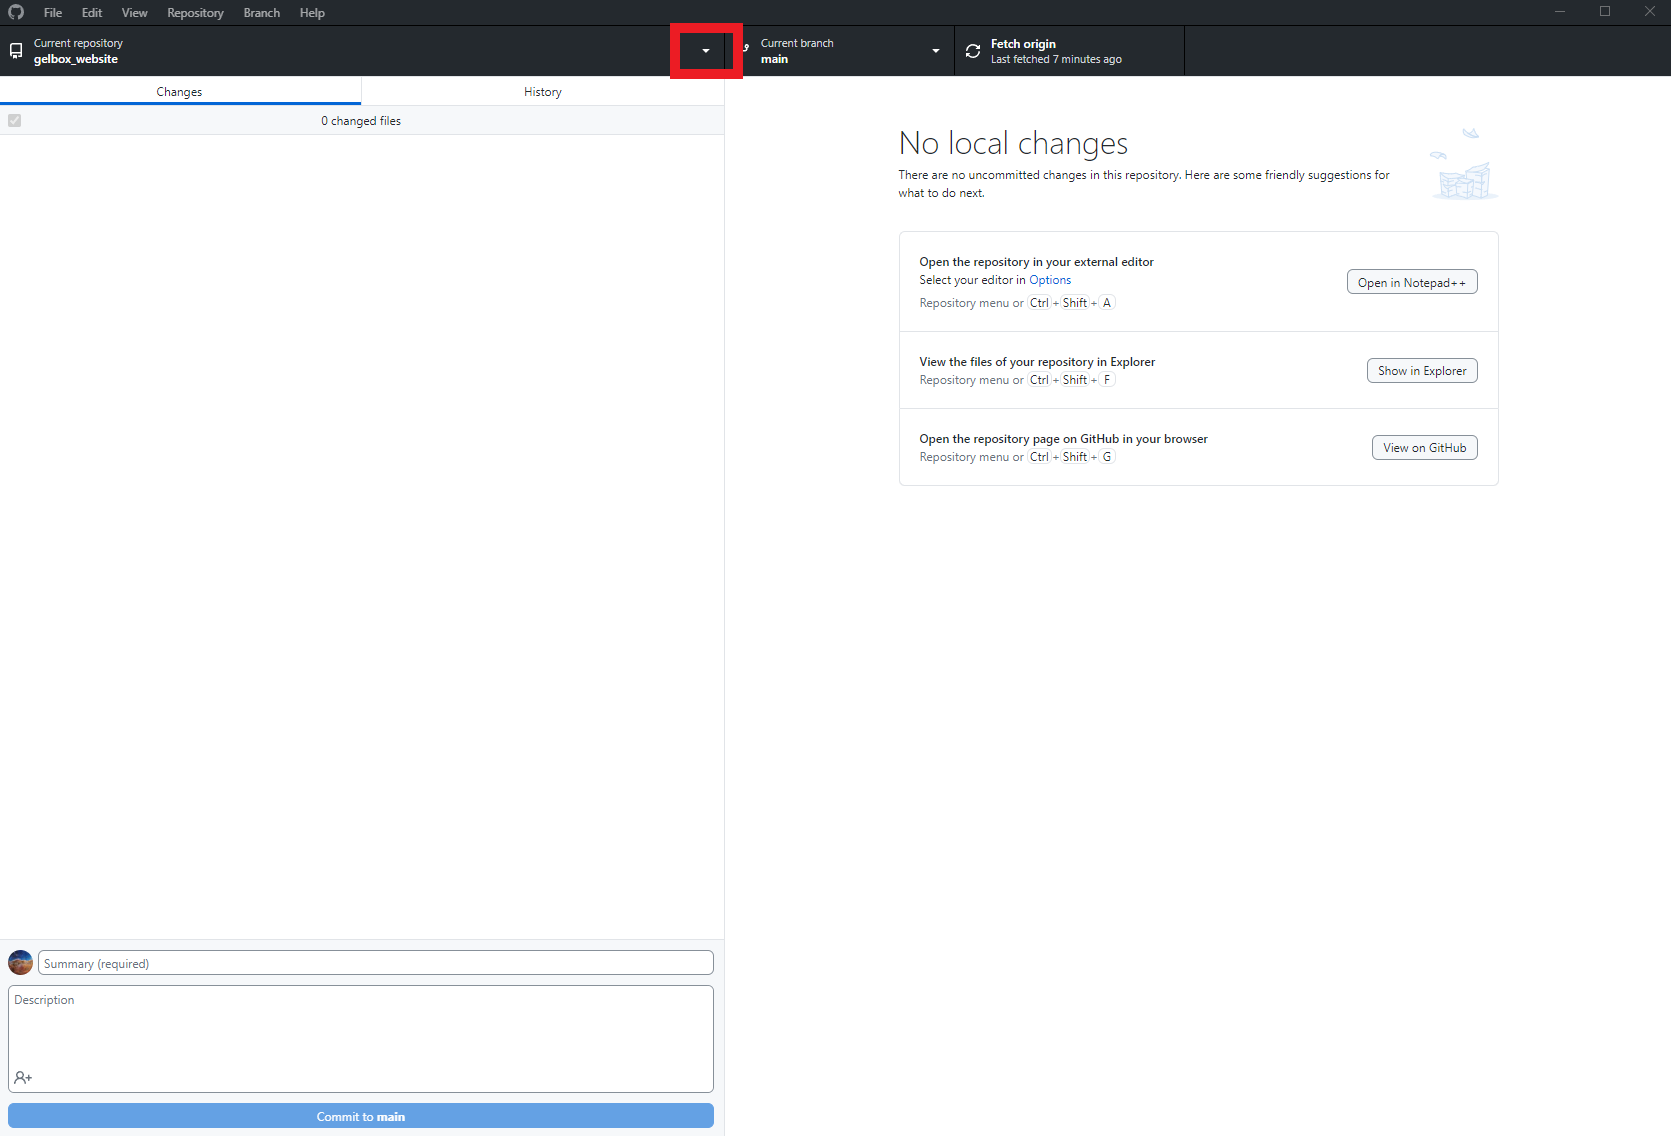 File Edit View Repository Branch Help
Current repository
gelbox_website
Current branch
main
Fetch origin
Last fetched 7 minutes ago
Changes
History
0 changed files
No local changes
There are no uncommitted changes in this repository. Here are some friendly suggestions for
what to do next.
Open the repository in your external editor
Select your editor in Options
Repository menu or Ctrl + Shift + A
Open in Notepad++
View the files of your repository in Explorer
Repository menu or Ctrl + Shift + F
Show in Explorer
Open the repository page on GitHub in your browser
Repository menu or Ctrl + Shift + G
View on GitHub
Summary (required)
Description
Commit to main